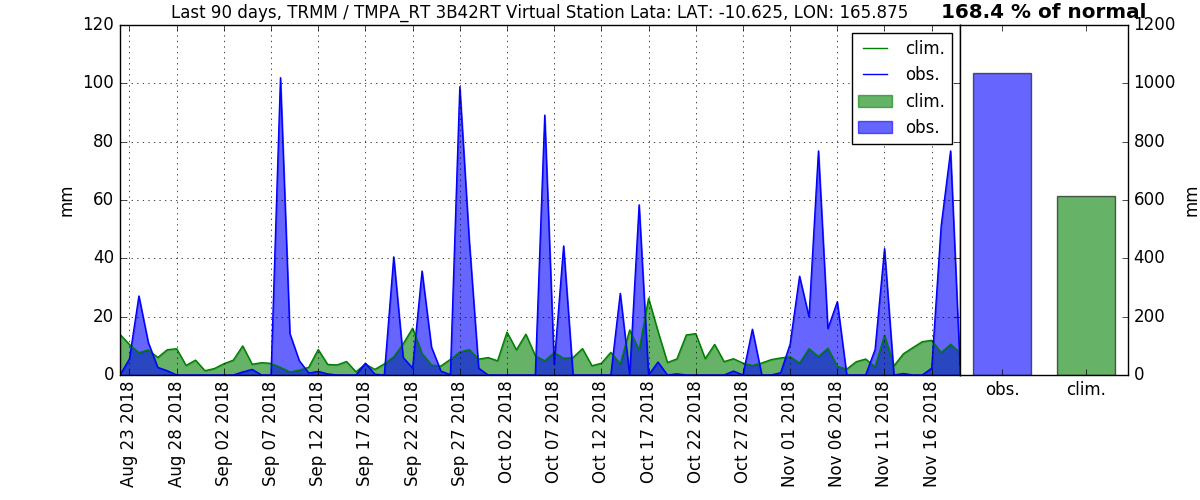 Last 90 days, TRMM / TMPA_RT 3B42RT Virtual Station Lata: LAT: -10.625, LON: 165.875
168.4 % of normal
120
100
80
60
40
20
0
mm
clim.
obs.
clim.
obs.
1200
1000
800
600
400
200
0
mm
Aug 23 2018
Aug 28 2018
Sep 02 2018
Sep 07 2018
Sep 12 2018
Sep 17 2018
Sep 22 2018
Sep 27 2018
Oct 02 2018
Oct 07 2018
Oct 12 2018
Oct 17 2018
Oct 22 2018
Oct 27 2018
Nov 01 2018
Nov 06 2018
Nov 11 2018
Nov 16 2018
obs.
clim.